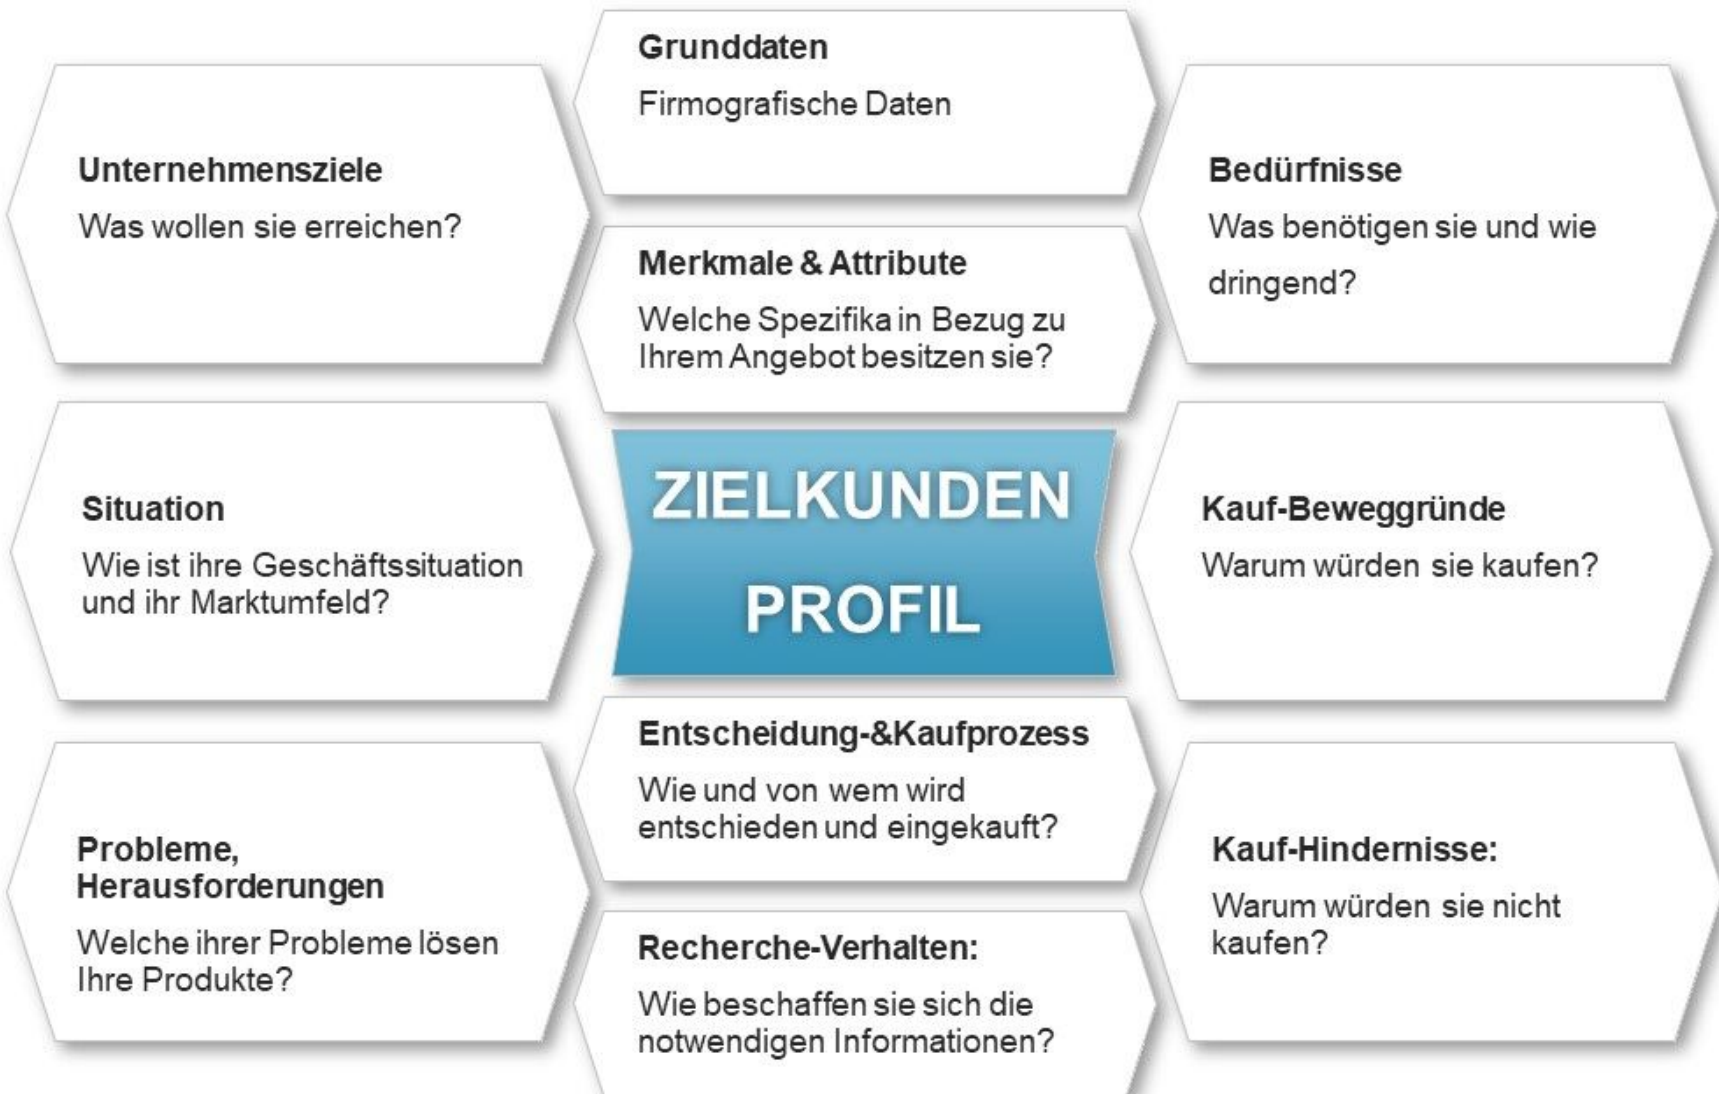 Grunddaten
Firmografische Daten
Unternehmensziele
Was wollen sie erreichen?
Bedürfnisse
Was benötigen sie und wie
dringend?
Merkmale & Attribute
Welche Spezifika in Bezug zu
Ihrem Angebot besitzen sie?
ZIELKUNDEN
PROFIL
Situation
Wie ist ihre Geschäftssituation
und ihr Marktumfeld?
Kauf-Beweggründe
Warum würden sie kaufen?
Entscheidung-&Kaufprozess
Wie und von wem wird
entschieden und eingekauft?
Probleme,
Herausforderungen
Welche ihrer Probleme lösen
Ihre Produkte?
Kauf-Hindernisse:
Warum würden sie nicht
kaufen?
Recherche-Verhalten:
Wie beschaffen sie sich die
notwendigen Informationen?